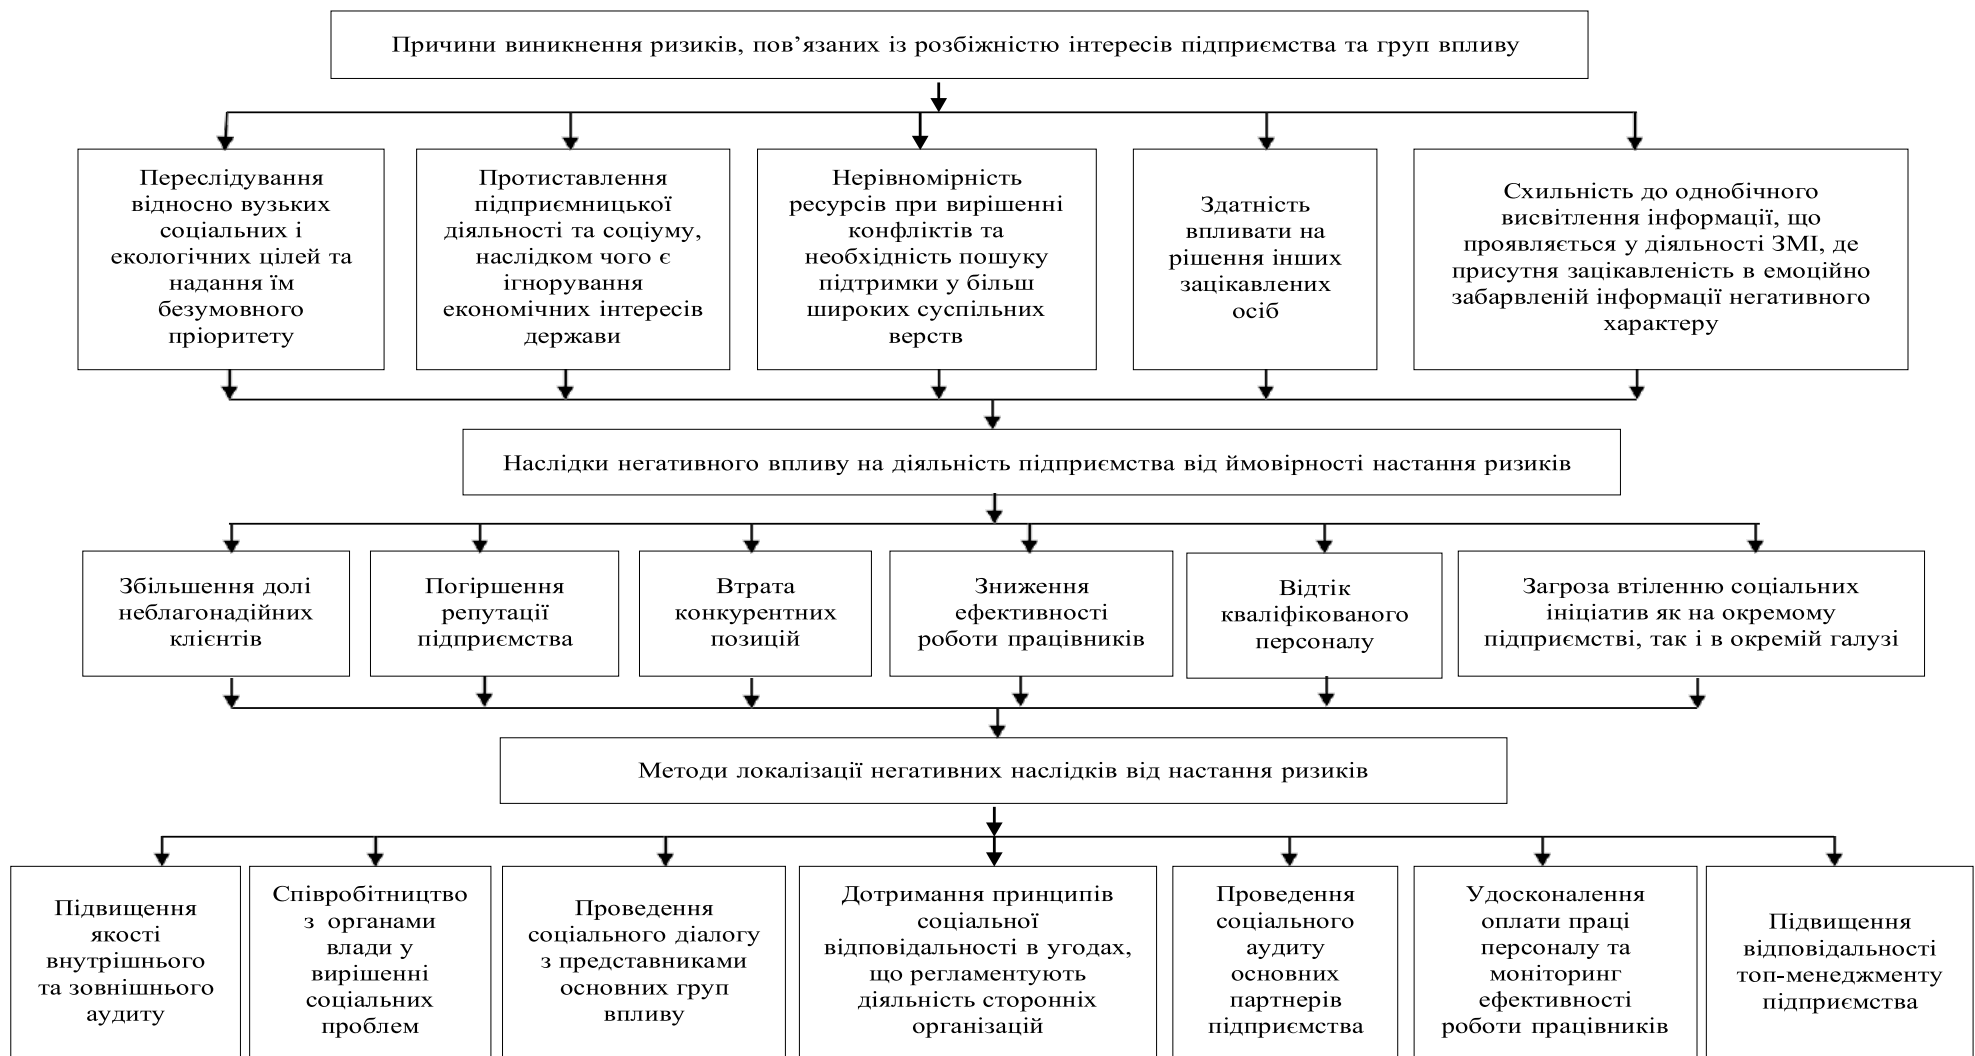 Причини виникнення ризиків, пов’язаних із розбіжністю інтересів підприємства та груп впливу
Переслідування
відносно вузьких
соціальних і
екологічних цілей та
надання їм
безумовного
пріоритету
Протиставлення
підприємницької
діяльності та соціуму,
наслідком чого є
ігнорування
економічних інтересів
держави
Нерівномірність
ресурсів при вирішенні
конфліктів та
необхідність пошуку
підтримки у більш
широких суспільних
верств
Здатність
впливати на
рішення інших
зацікавлених
осіб
Схильність до однобічного
висвітлення інформації, що
проявляється у діяльності ЗМІ, де
присутня зацікавленість в емоційно
забарвленій інформації негативного
характеру
Наслідки негативного впливу на діяльність підприємства від ймовірності настання ризиків
Збільшення долі
неблагонадійних
клієнтів
Погіршення
репутації
підприємства
Втрата
конкурентних
позицій
Зниження
ефективності
роботи працівників
Відтік
кваліфікованого
персоналу
Загроза втіленню соціальних
ініціатив як на окремому
підприємстві, так і в окремій галузі
Методи локалізації негативних наслідків від настання ризиків
Підвищення
якості
внутрішнього
та зовнішнього
аудиту
Співробітництво
з органами
влади у
вирішенні
соціальних
проблем
Проведення
соціального діалогу
з представниками
основних груп
впливу
Дотримання принципів
соціальної
відповідальності в угодах,
що регламентують
діяльність сторонніх
організацій
Проведення
соціального
аудиту
основних
партнерів
підприємства
Удосконалення
оплати праці
персоналу та
моніторинг
ефективності
роботи працівників
Підвищення
відповідальності
топ-менеджменту
підприємства